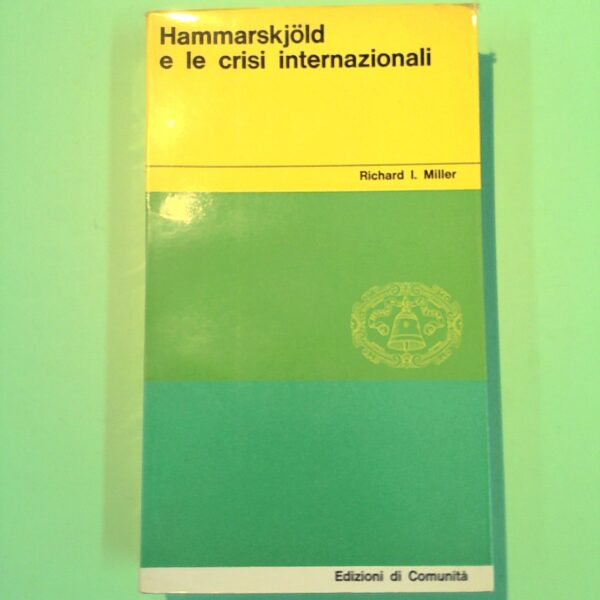 Hammarskjöld
e le crisi internazionali
Richard I. Miller
Edizioni di Comunità